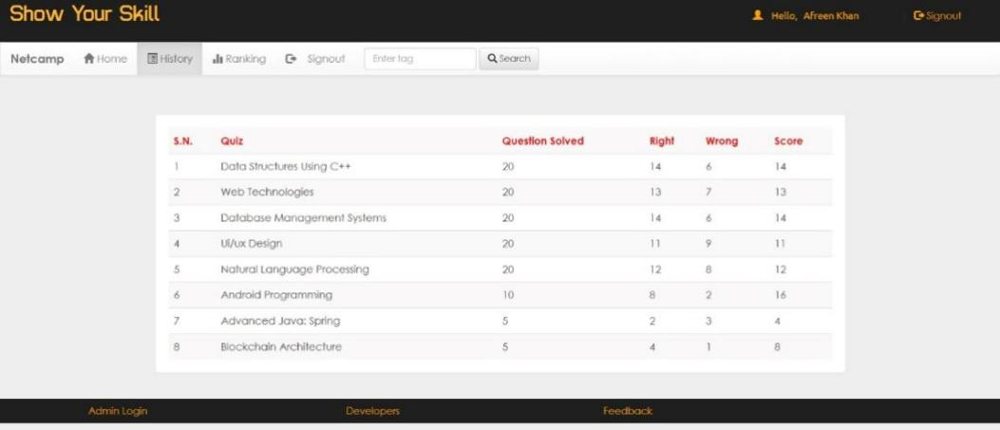 Show Your Skill Hello, Afreen Khan Signout
Netcamp Home History Ranking Signout Enter tag Search
S.N. Quiz Question Solved Right Wrong Score
1 Data Structures Using C++ 20 14 6 14
2 Web Technologies 20 13 7 13
3 Database Management Systems 20 14 6 14
4 Ui/ux Design 20 11 9 11
5 Natural Language Processing 20 12 8 12
6 Android Programming 10 8 2 16
7 Advanced Java: Spring 5 2 3 4
8 Blockchain Architecture 5 4 1 8
Admin Login Developers Feedback